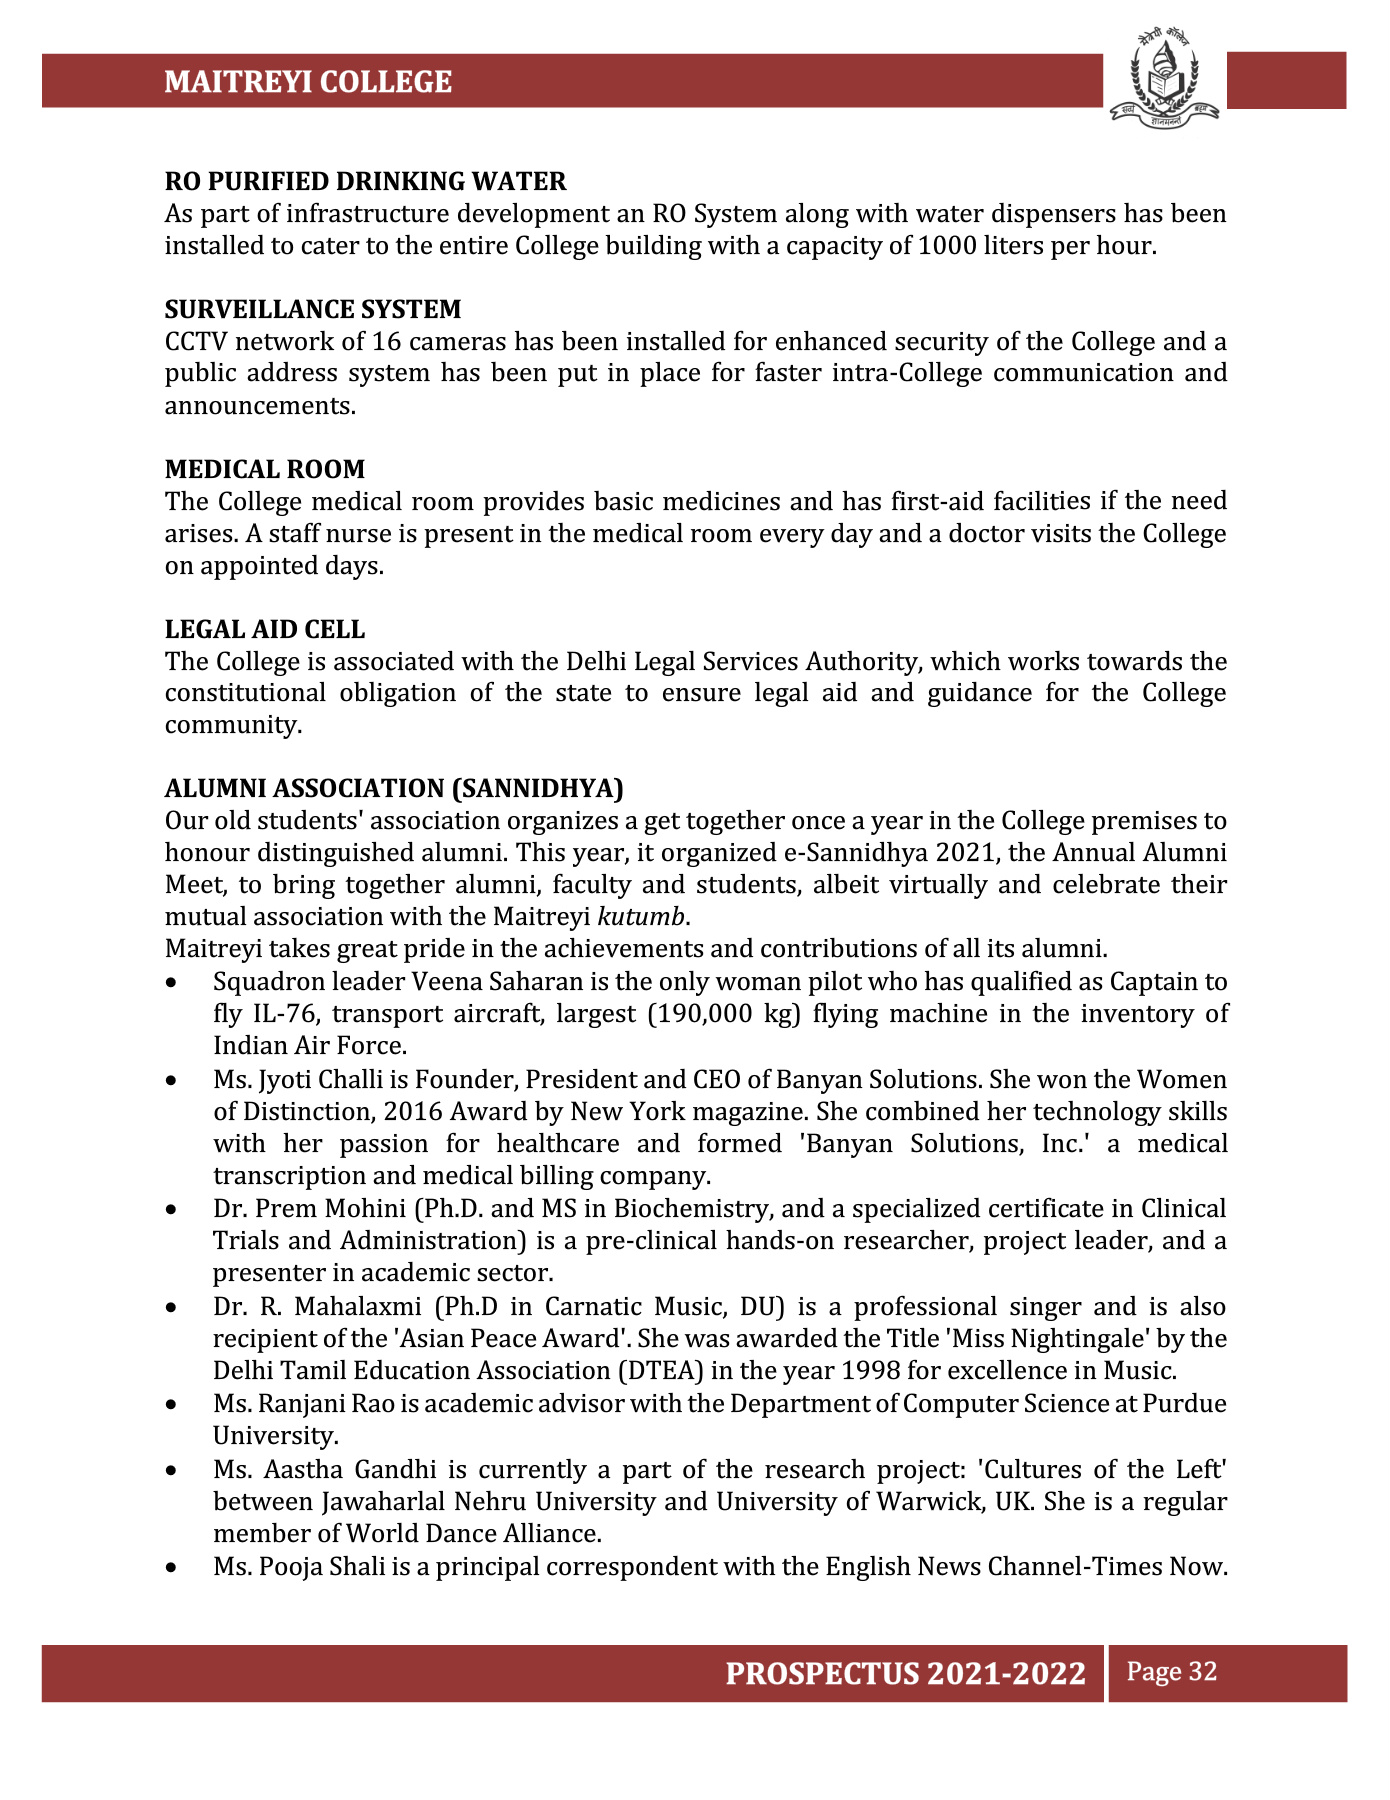 MAITREYI COLLEGE
मैत्रेयी कॉलेज
सत्यं
ज्ञानमनन्तं
ब्रह्म
RO PURIFIED DRINKING WATER
As part of infrastructure development an RO System along with water dispensers has been
installed to cater to the entire College building with a capacity of 1000 liters per hour.
SURVEILLANCE SYSTEM
CCTV network of 16 cameras has been installed for enhanced security of the College and a
public address system has been put in place for faster intra-College communication and
announcements.
MEDICAL ROOM
The College medical room provides basic medicines and has first-aid facilities if the need
arises. A staff nurse is present in the medical room every day and a doctor visits the College
on appointed days.
LEGAL AID CELL
The College is associated with the Delhi Legal Services Authority, which works towards the
constitutional obligation of the state to ensure legal aid and guidance for the College
community.
ALUMNI ASSOCIATION (SANNIDHYA)
Our old students' association organizes a get together once a year in the College premises to
honour distinguished alumni. This year, it organized e-Sannidhya 2021, the Annual Alumni
Meet, to bring together alumni, faculty and students, albeit virtually and celebrate their
mutual association with the Maitreyi kutumb.
Maitreyi takes great pride in the achievements and contributions of all its alumni.
• Squadron leader Veena Saharan is the only woman pilot who has qualified as Captain to
fly IL-76, transport aircraft, largest (190,000 kg) flying machine in the inventory of
Indian Air Force.
• Ms. Jyoti Challi is Founder, President and CEO of Banyan Solutions. She won the Women
of Distinction, 2016 Award by New York magazine. She combined her technology skills
with her passion for healthcare and formed 'Banyan Solutions, Inc.' a medical
transcription and medical billing company.
• Dr. Prem Mohini (Ph.D. and MS in Biochemistry, and a specialized certificate in Clinical
Trials and Administration) is a pre-clinical hands-on researcher, project leader, and a
presenter in academic sector.
• Dr. R. Mahalaxmi (Ph.D in Carnatic Music, DU) is a professional singer and is also
recipient of the 'Asian Peace Award'. She was awarded the Title 'Miss Nightingale' by the
Delhi Tamil Education Association (DTEA) in the year 1998 for excellence in Music.
• Ms. Ranjani Rao is academic advisor with the Department of Computer Science at Purdue
University.
• Ms. Aastha Gandhi is currently a part of the research project: 'Cultures of the Left'
between Jawaharlal Nehru University and University of Warwick, UK. She is a regular
member of World Dance Alliance.
• Ms. Pooja Shali is a principal correspondent with the English News Channel-Times Now.
PROSPECTUS 2021-2022
Page 32